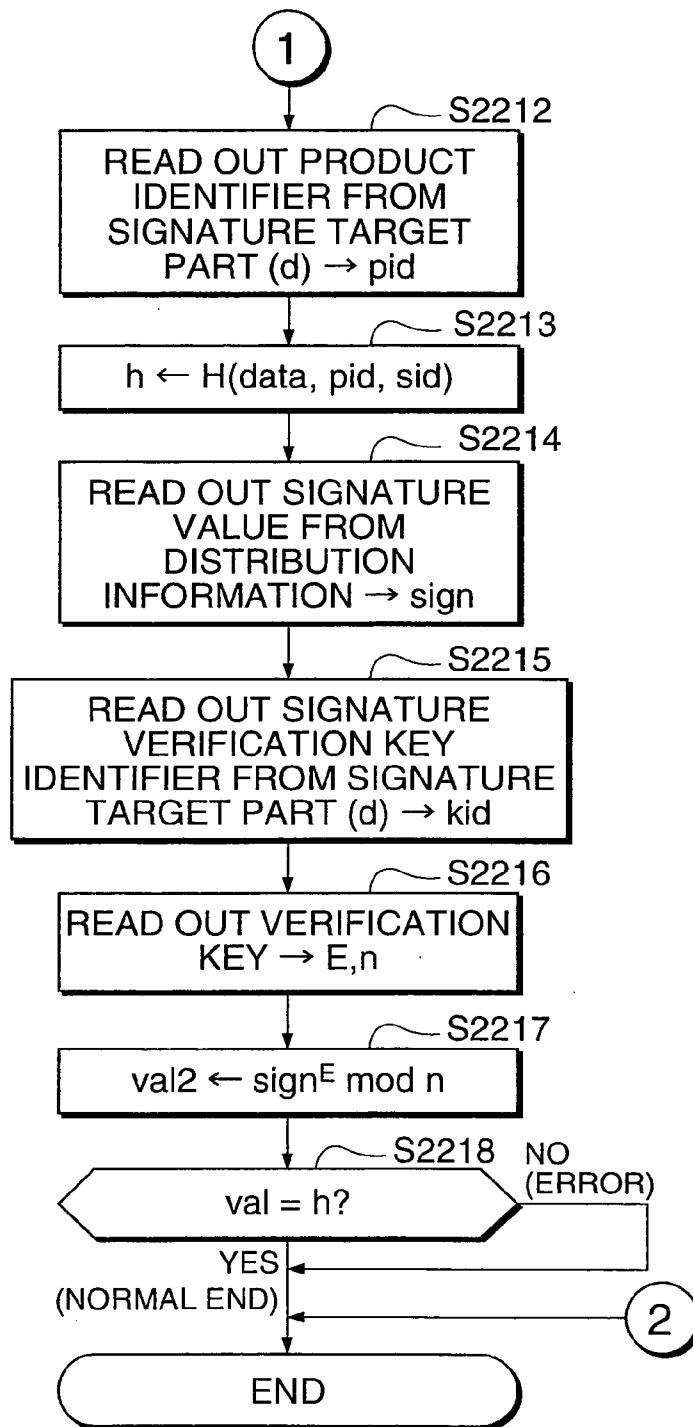 1
S2212
READ OUT PRODUCT
IDENTIFIER FROM
SIGNATURE TARGET
PART (d) → pid
S2213
h ← H(data, pid, sid)
S2214
READ OUT SIGNATURE
VALUE FROM
DISTRIBUTION
INFORMATION → sign
S2215
READ OUT SIGNATURE
VERIFICATION KEY
IDENTIFIER FROM SIGNATURE
TARGET PART (d) → kid
S2216
READ OUT VERIFICATION
KEY → E,n
S2217
val2 ← sign^E mod n
S2218
val = h?
NO
(ERROR)
YES
(NORMAL END)
2
END